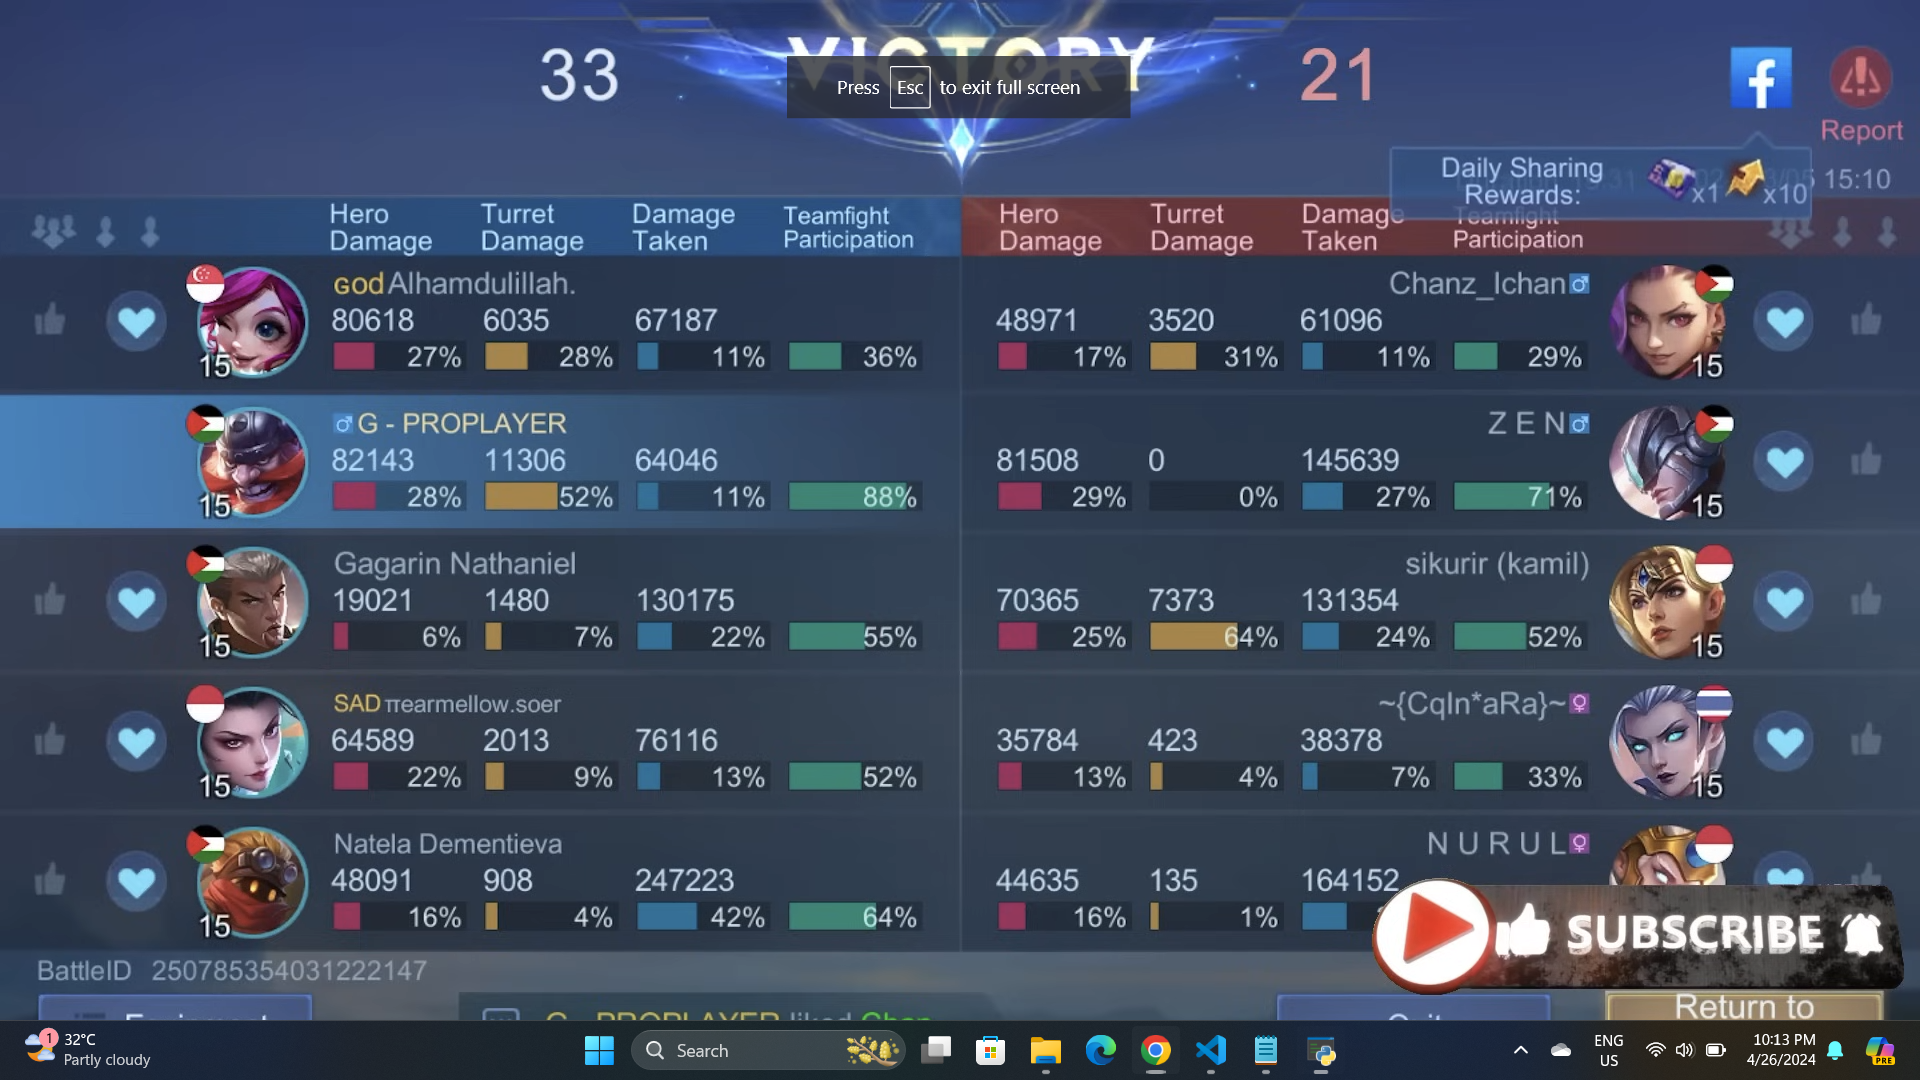 33
VICTORY
21
Press Esc to exit full screen
Report
Daily Sharing
Rewards:
x1
x10
15:10
Hero Damage
Turret Damage
Damage Taken
Teamfight Participation
Hero Damage
Turret Damage
Damage Taken
Teamfight Participation
GOD Alhamdulillah.
80618 6035 67187
27% 28% 11% 36%
15
Chanz_Ichan
48971 3520 61096
17% 31% 11% 29%
15
G - PROPLAYER
82143 11306 64046
28% 52% 11% 88%
15
Z E N
81508 0 145639
29% 0% 27% 71%
15
Gagarin Nathaniel
19021 1480 130175
6% 7% 22% 55%
15
sikurir (kamil)
70365 7373 131354
25% 64% 24% 52%
15
SAD πearmellow.soer
64589 2013 76116
22% 9% 13% 52%
15
~{CqIn*aRa}~
35784 423 38378
13% 4% 7% 33%
15
Natela Dementieva
48091 908 247223
16% 4% 42% 64%
15
N U R U L
44635 135 164152
16% 1%
SUBSCRIBE
BattleID 250785354031222147
G - PROPLAYER liked
Quit
Return to
1
32°C
Partly cloudy
Search
ENG
US
10:13 PM
4/26/2024
PRE